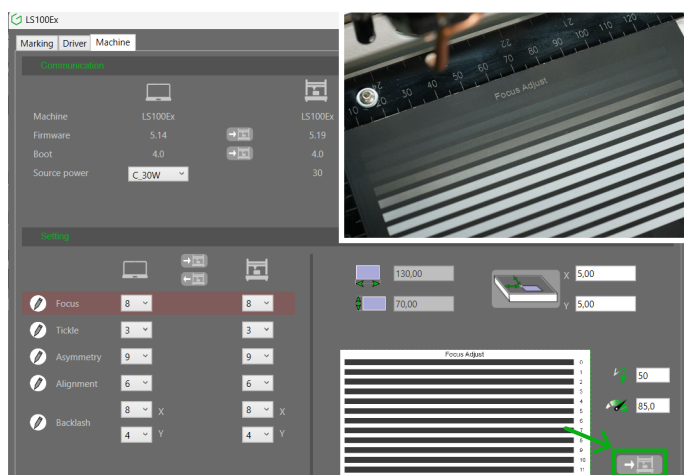 LS100Ex
Marking Driver Machine
Communication
Machine LS100Ex LS100Ex
Firmware 5.14 5.19
Boot 4.0 4.0
Source power C_30W 30
10 20 30 40 50 60 70 80 90 100 110 120
24 22 21
Focus Adjust
Setting
130,00 X 5,00
70,00 Y 5,00
Focus 8 8
Tickle 3 3
Asymmetry 9 9
Alignment 6 6
Backlash 8 X 8 X
4 Y 4 Y
Focus Adjust
0
1
2
3
4
5
6
7
8
9
10
11
50
85,0